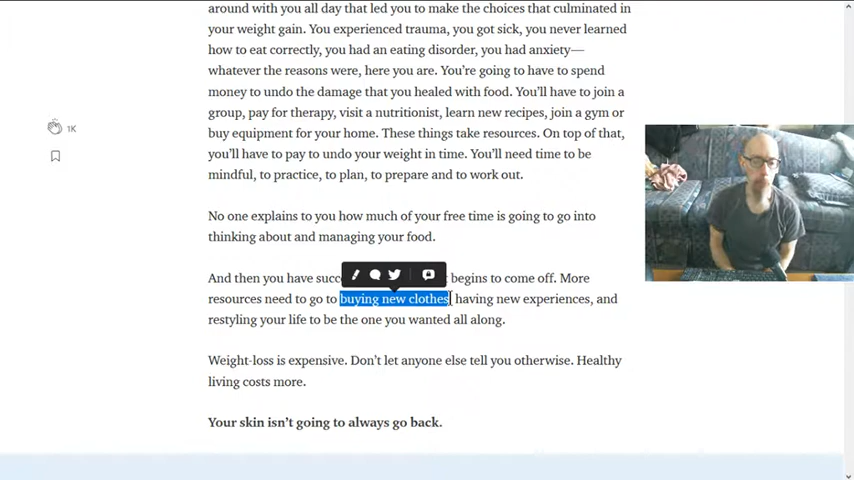 around with you all day that led you to make the choices that culminated in
your weight gain. You experienced trauma, you got sick, you never learned
how to eat correctly, you had an eating disorder, you had anxiety—
whatever the reasons were, here you are. You're going to have to spend
money to undo the damage that you healed with food. You'll have to join a
group, pay for therapy, visit a nutritionist, learn new recipes, join a gym or
buy equipment for your home. These things take resources. On top of that,
you'll have to pay to undo your weight in time. You'll need time to be
mindful, to practice, to plan, to prepare and to work out.
1K
No one explains to you how much of your free time is going to go into
thinking about and managing your food.
And then you have begins to come off. More
resources need to go to buying new clothes, having new experiences, and
restyling your life to be the one you wanted all along.
Weight-loss is expensive. Don't let anyone else tell you otherwise. Healthy
living costs more.
Your skin isn't going to always go back.